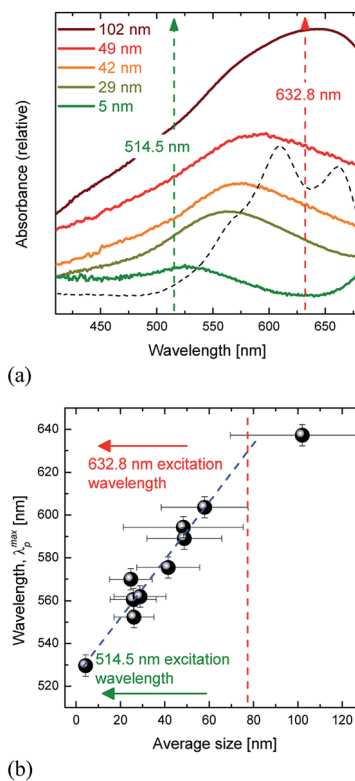 102 nm
49 nm
42 nm
29 nm
5 nm
632.8 nm
514.5 nm
Absorbance (relative)
450 500 550 600 650
Wavelength [nm]
(a)
640
620
600
580
560
540
520
632.8 nm excitation
wavelength
514.5 nm excitation
wavelength
Wavelength, λ_p^max [nm]
0 20 40 60 80 100 120
Average size [nm]
(b)